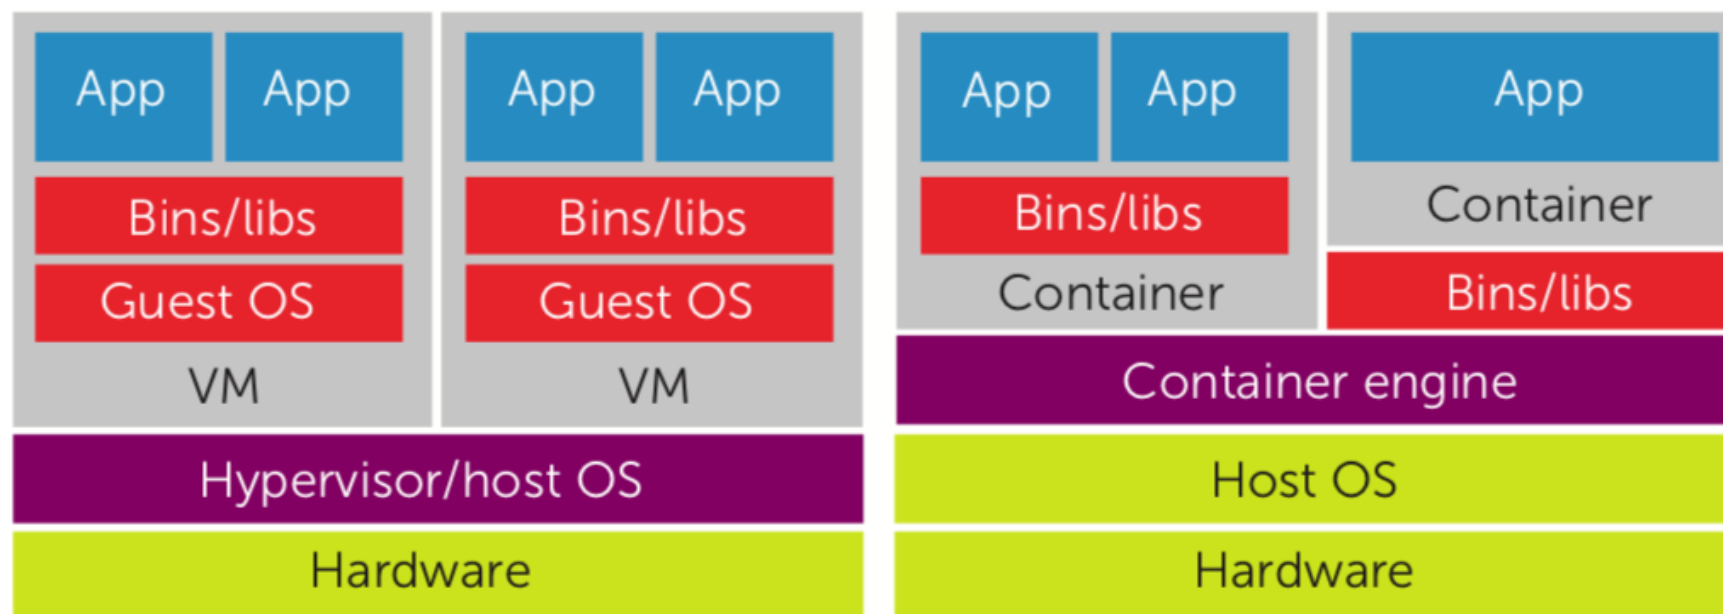 App App
Bins/libs
Guest OS
VM
App App
Bins/libs
Guest OS
VM
Hypervisor/host OS
Hardware
App App
Bins/libs
Container
App
Container
Bins/libs
Container engine
Host OS
Hardware